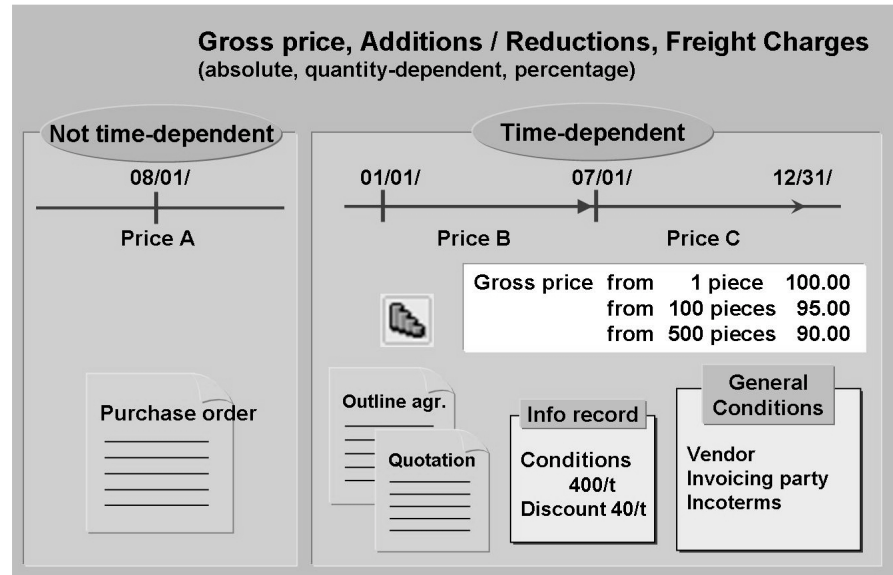 Gross price, Additions / Reductions, Freight Charges
(absolute, quantity-dependent, percentage)
Not time-dependent
08/01/
Price A
Purchase order
Time-dependent
01/01/ 07/01/ 12/31/
Price B Price C
Gross price from 1 piece 100.00
from 100 pieces 95.00
from 500 pieces 90.00
Outline agr.
Quotation
Info record
Conditions
400/t
Discount 40/t
General
Conditions
Vendor
Invoicing party
Incoterms